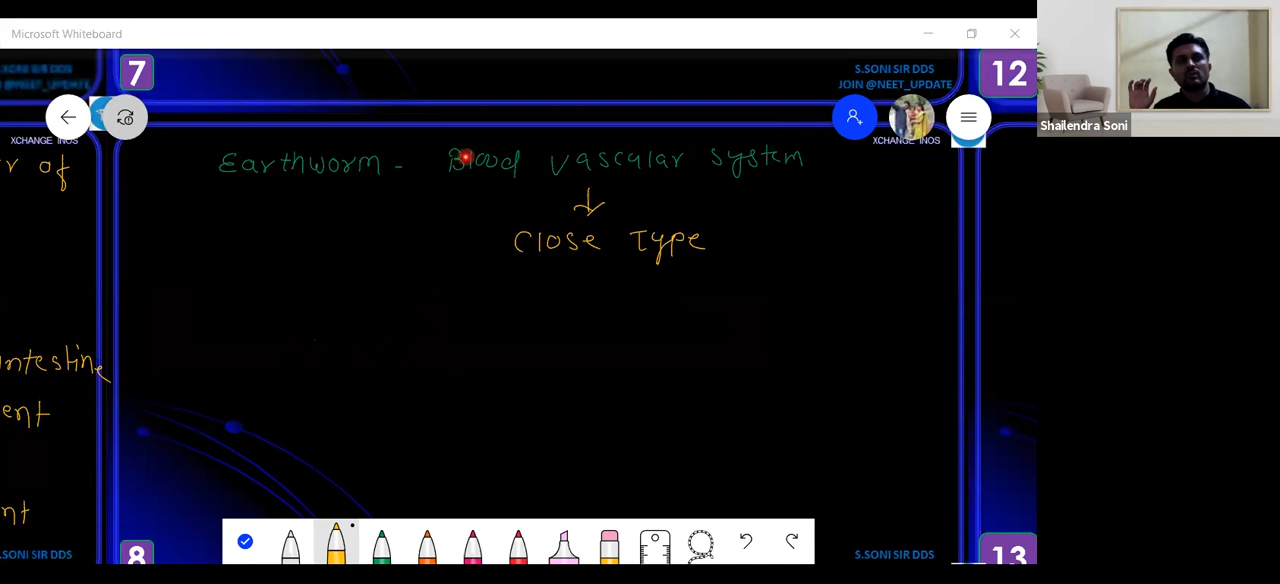 Microsoft Whiteboard
7
S.SONI SIR DDS
JOIN @NEET_UPDATE
12
XCHANGE INOS
XCHANGE INOS
Shailendra Soni
r of
Earthworm - Blood vascular system
Close Type
intestine
ent
nt
SONI SIR DDS
8
S.SONI SIR DDS
13